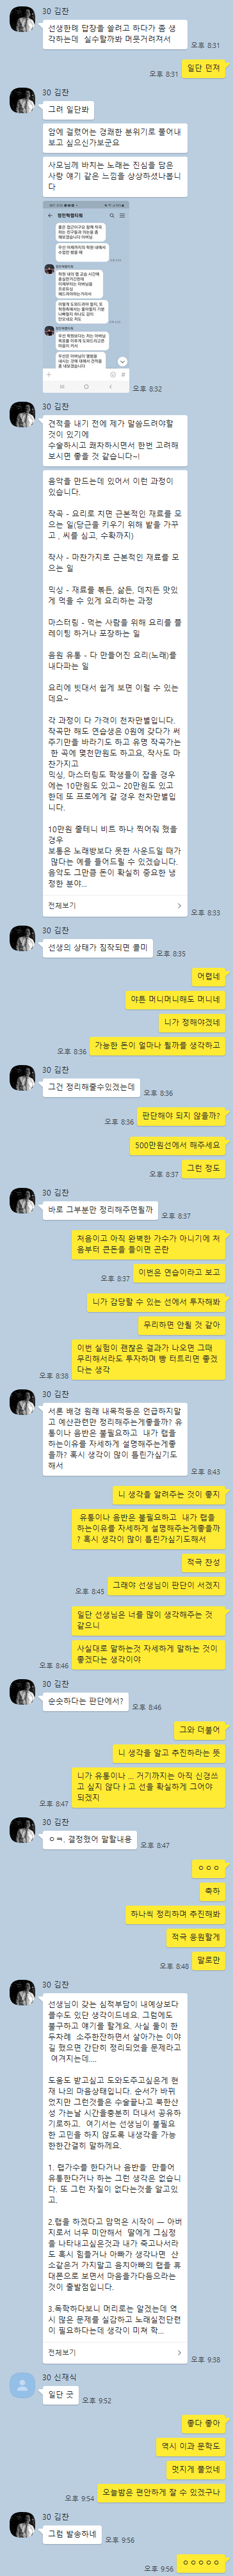 30 김찬
선생한테 답장을 쓸려고 하다가 좀 생
각하는데  실수할까봐 머뭇거려져서
오후 8:31
일단 먼저
오후 8:31
30 김찬
그려 일단봐
암에 걸렸어는 경쾌한 분위기로 풀어내
보고 싶으신가보군요
사모님께 바치는 노래는 진심을 담은
사랑 얘기 같은 느낌을 상상하셨나봅니
다
오후 8:32
30 김찬
견적을 내기 전에 제가 말씀드려야할
것이 있기에
수술하시고 쾌차하시면서 한번 고려해
보시면 좋을 것 같습니다~!
음악을 만드는데 있어서 이런 과정이
있습니다.
작곡 - 요리로 치면 근본적인 재료를 모
으는 일(당근을 키우기 위해 밭을 가꾸
고 , 씨를 심고, 수확까지)
작사 - 마찬가지로 근본적인 재료를 모
으는 일
믹싱 - 재료를 볶든, 삶든, 데치든 맛있
게 먹을 수 있게 요리하는 과정
마스터링 - 먹는 사람을 위해 요리를 플
레이팅 하거나 포장하는 일
음원 유통 - 다 만들어진 요리(노래)를
내다파는 일
요리에 빗대서 쉽게 보면 이럴 수 있는
데요~
각 과정이 다 가격이 천차만별입니다.
작곡만 해도 연습생은 0원에 갖다가 써
주기만을 바라기도 하고 유명 작곡가는
한 곡에 몇천만원도 하고요, 작사도 마
찬가지고
믹싱, 마스터링도 학생들이 잡을 경우
에는 10만원도 있고~ 20만원도 있고
한데 또 프로에게 갈 경우 천차만별입
니다.
10만원 줄테니 비트 하나 찍어줘 했을
경우
보통은 노래방보다 못한 사운드일 때가
많다는 예를 들어드릴 수 있겠습니다.
음악도 그만큼 돈이 확실히 중요한 냉
정한 분야...
전체보기
오후 8:33
30 김찬
선생의 상태가 짐작되면 콜미
오후 8:35
어렵네
야튼 머니머니해도 머니네
니가 정해야겠네
가능한 돈이 얼마나 될까를 생각하고
오후 8:36
30 김찬
그건 정리해줄수있겠는데
오후 8:36
판단해야 되지 않을까?
오후 8:36
500만원선에서 해주세요
그런 정도
오후 8:37
30 김찬
바로 그부분만 정리해주면될까
오후 8:37
처음이고 아직 완벽한 가수가 아니기에 처
음부터 큰돈을 들이면 곤란
이번은 연습이라고 보고
오후 8:37
니가 감당할 수 있는 선에서 투자해봐
무리하면 안될 것 같아
이번 실험이 괜찮은 결과가 나오면 그때
무리해서라도 투자하며 빵 터트리면 좋겠
다는 생각
오후 8:38
30 김찬
서론 배경 원래 내목적등은 언급하지말
고 예산관련만 정리해주는게좋을까? 유
통이나 음반은 불필요하고  내가 랩을
하는이유를 자세하게 설명해주는게좋
을까? 혹시 생각이 많이 틀린가싶기도
해서
오후 8:43
니 생각을 알려주는 것이 좋지
유통이나 음반은 불필요하고  내가 랩을
하는이유를 자세하게 설명해주는게좋을까
? 혹시 생각이 많이 틀린가싶기도해서
적극 찬성
그래야 선생님이 판단이 서겠지
오후 8:45
일단 선생님은 너를 많이 생각해주는 것
같으니
사실대로 말하는것 자세하게 말하는 것이
좋겠다는 생각이야
오후 8:46
30 김찬
순숫하다는 판단에서?
오후 8:46
그와 더불어
니 생각을 알고 추진하라는 뜻
니가 유통이나 ... 거기까지는 아직 신경쓰
고 싶지 않다ㅏ고 선을 확실하게 그어야
되겠지
오후 8:47
30 김찬
ㅇㅋ. 결정했어 말할내용
오후 8:47
ㅇㅇㅇ
축하
하나씩 정리하며 추진해봐
적극 응원할게
말로만
오후 8:48
30 김찬
선생님이 갖는 심적부담이 내예상보다
클수도 있단 생각이드네요. 그럼에도
불구하고 얘기를 할게요. 사실 둘이 한
두자례  소주한잔하면서 살아가는 이야
길 했으면 간단히 정리되었을 문제라고
여겨지는데....
도움도 받고싶고 도와도주고싶은게 현
재 나의 마음상태입니다. 순서가 바뀌
었지만 그런것들은 수술끝나고 북한산
성 가는날 시간을충분히 더내서 공유하
기로하고.  여기서는 선생님이 불필요
한 고민을 하지 않도록 내생각을 가능
한한간결히 말하께요.
1. 랩가수를 한다거나 음반을  만들어
유통한다거나 하는 그런 생각은 없습니
다. 또 그런 자질이 없다는것을 알고있
고.
2.랩을 하겠다고 맘먹은 시작이 — 아버
지로서 너무 미안해서  딸에게 그심정
을 나타내고싶은것과 내가 죽고나서라
도 혹시 힘들거나 아빠가 생각나면  산
소같은거 가지말고 음치아빠의 랩을 휴
대폰으로 보면서 마음을가다듬으라는
것이 출발점입니다.
3.독학하다보니 머리로는 알겠는데 역
시 많은 문제를 실감하고 노래실전단련
이 필요하다는데 생각이 미쳐 학...
전체보기
오후 9:38
30 신재식
일단 굿
오후 9:52
좋다 좋아
역시 이과 문학도
멋지게 풀었네
오늘밤은 편안하게 잘 수 있겠구나
오후 9:54
30 김찬
그럼 발송하네
오후 9:56
ㅇㅇㅇㅇㅇ
오후 9:56